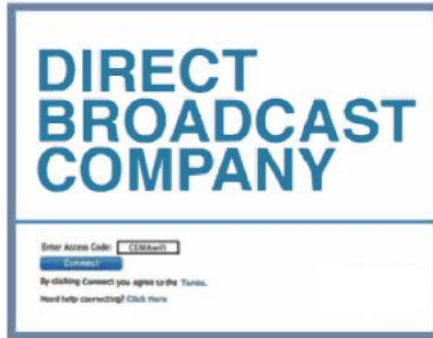 DIRECT
BROADCAST
COMPANY
Enter Access Code: CEMAwifi
Connect
By clicking Connect you agree to the Terms.
Need help connecting? Click Here